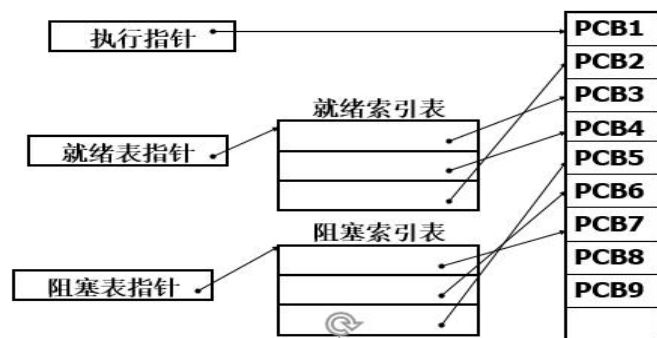 执行指针
就绪索引表
就绪表指针
阻塞索引表
阻塞表指针
PCB1
PCB2
PCB3
PCB4
PCB5
PCB6
PCB7
PCB8
PCB9